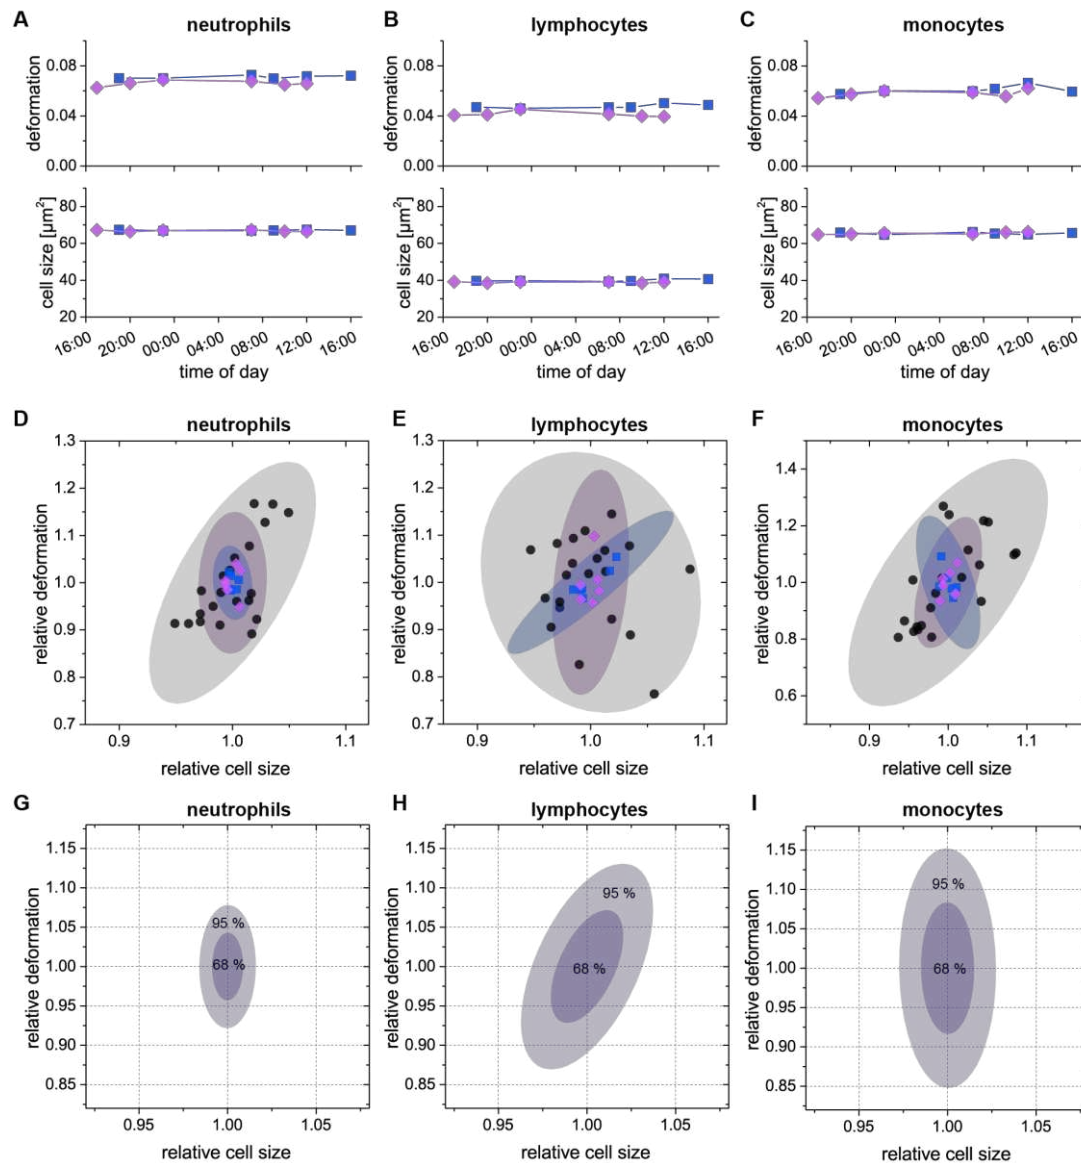 A neutrophils
B lymphocytes
C monocytes
deformation
0.08
0.04
0.00
deformation
0.08
0.04
0.00
deformation
0.08
0.04
0.00
cell size [µm²]
80
60
40
20
16:00 20:00 00:00 04:00 08:00 12:00 16:00
time of day
cell size [µm²]
80
60
40
20
16:00 20:00 00:00 04:00 08:00 12:00 16:00
time of day
cell size [µm²]
80
60
40
20
16:00 20:00 00:00 04:00 08:00 12:00 16:00
time of day
D neutrophils
relative deformation
1.3
1.2
1.1
1.0
0.9
0.8
0.7
0.9 1.0 1.1
relative cell size
E lymphocytes
relative deformation
1.3
1.2
1.1
1.0
0.9
0.8
0.7
0.9 1.0 1.1
relative cell size
F monocytes
relative deformation
1.4
1.2
1.0
0.8
0.6
0.9 1.0 1.1
relative cell size
G neutrophils
relative deformation
1.15
1.10
1.05
1.00
0.95
0.90
0.85
95 %
68 %
0.95 1.00 1.05
relative cell size
H lymphocytes
relative deformation
1.15
1.10
1.05
1.00
0.95
0.90
0.85
95 %
68 %
0.95 1.00 1.05
relative cell size
I monocytes
relative deformation
1.15
1.10
1.05
1.00
0.95
0.90
0.85
95 %
68 %
0.95 1.00 1.05
relative cell size